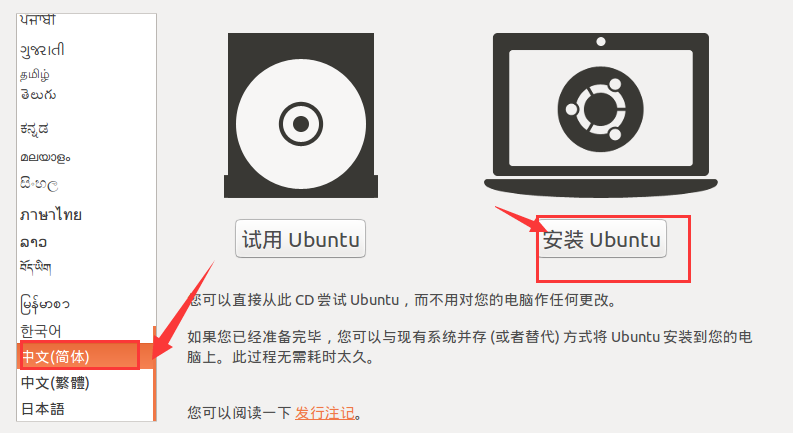 ਪੰਜਾਬੀ
ગુજરાતી
தமிழ்
తెలుగు
ಕನ್ನಡ
മലയാളം
සිංහල
ภาษาไทย
ລາວ
བོད་ཡིག
မြန်မာစာ
한국어
中文(简体)
中文(繁體)
日本語
试用 Ubuntu
安装 Ubuntu
您可以直接从此 CD 尝试 Ubuntu，而不用对您的电脑作任何更改。
如果您已经准备完毕，您可以与现有系统并存 (或者替代) 方式将 Ubuntu 安装到您的电
脑上。此过程无需耗时太久。
您可以阅读一下 发行注记。